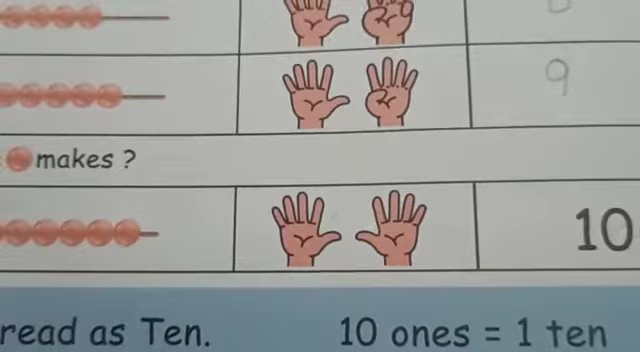 9
makes ?
10
read as Ten. 10 ones = 1 ten